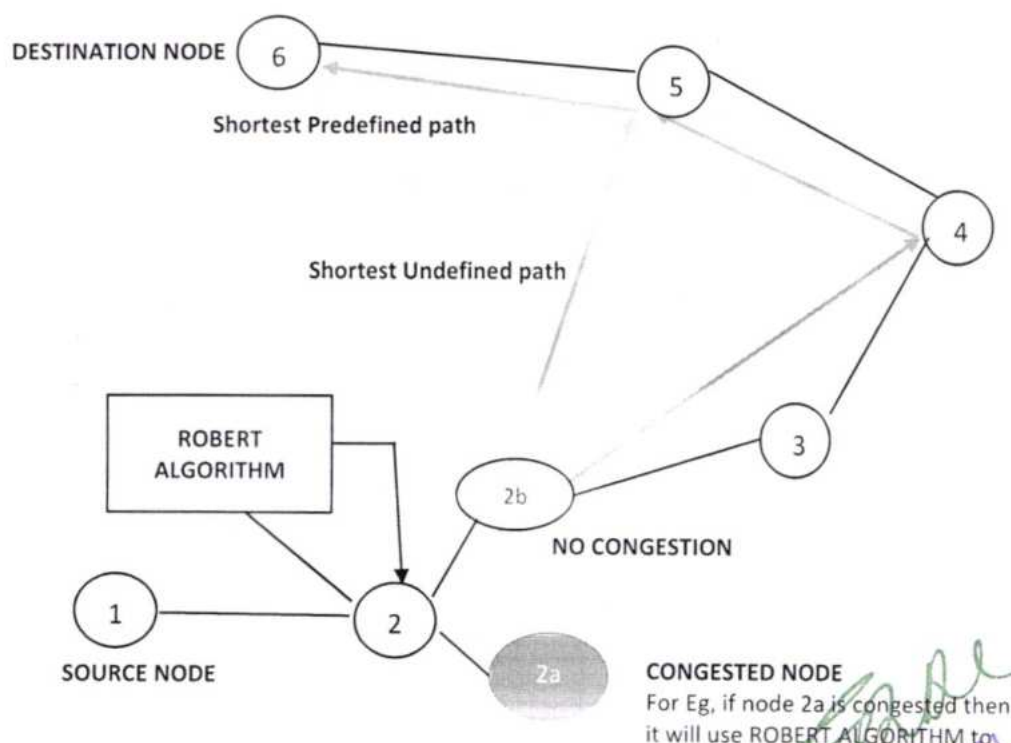 DESTINATION NODE
6
5
Shortest Predefined path
4
Shortest Undefined path
ROBERT
ALGORITHM
3
2b
NO CONGESTION
1
2
SOURCE NODE
2a
CONGESTED NODE
For Eg, if node 2a is congested then
it will use ROBERT ALGORITHM to